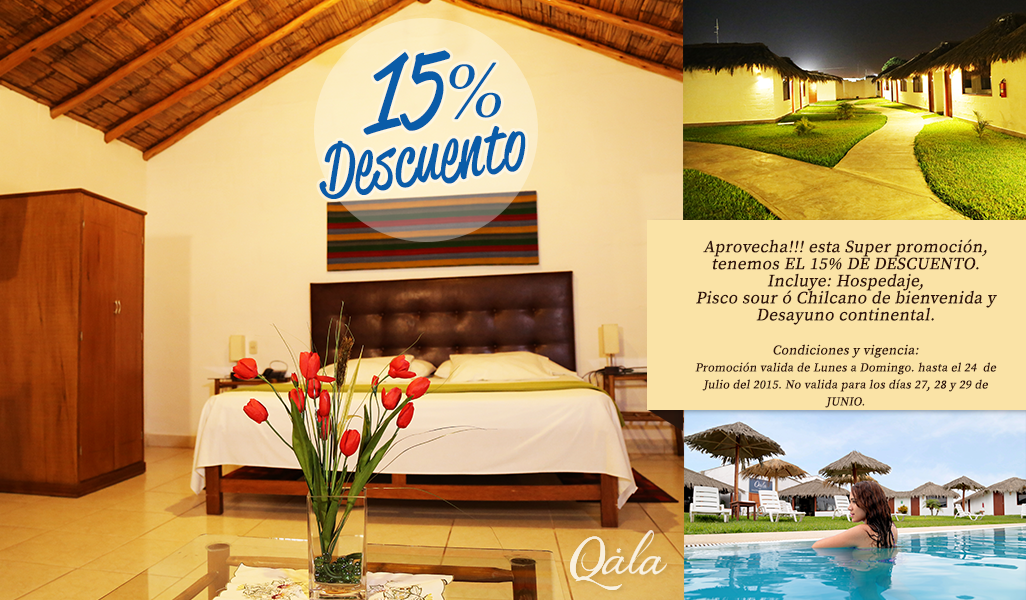 15%
Descuento
Aprovecha!!! esta Super promoción,
tenemos EL 15% DE DESCUENTO.
Incluye: Hospedaje,
Pisco sour ó Chilcano de bienvenida y
Desayuno continental.
Condiciones y vigencia:
Promoción valida de Lunes a Domingo. hasta el 24 de
Julio del 2015. No valida para los días 27, 28 y 29 de
JUNIO.
Qala
Qála